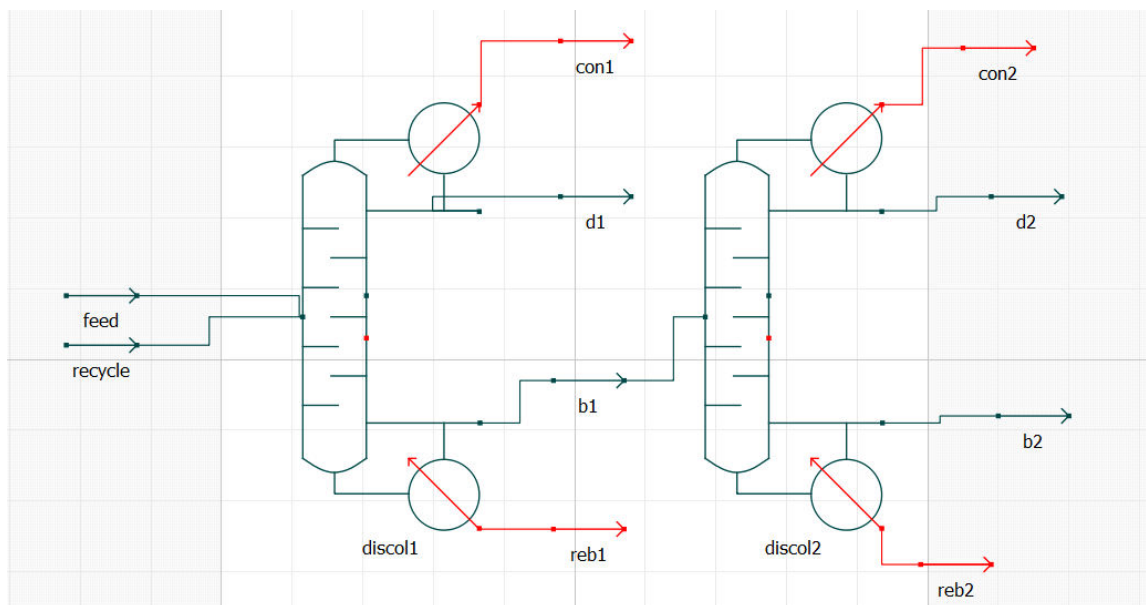 con1
con2
d1
d2
feed
recycle
b1
b2
discol1
reb1
discol2
reb2